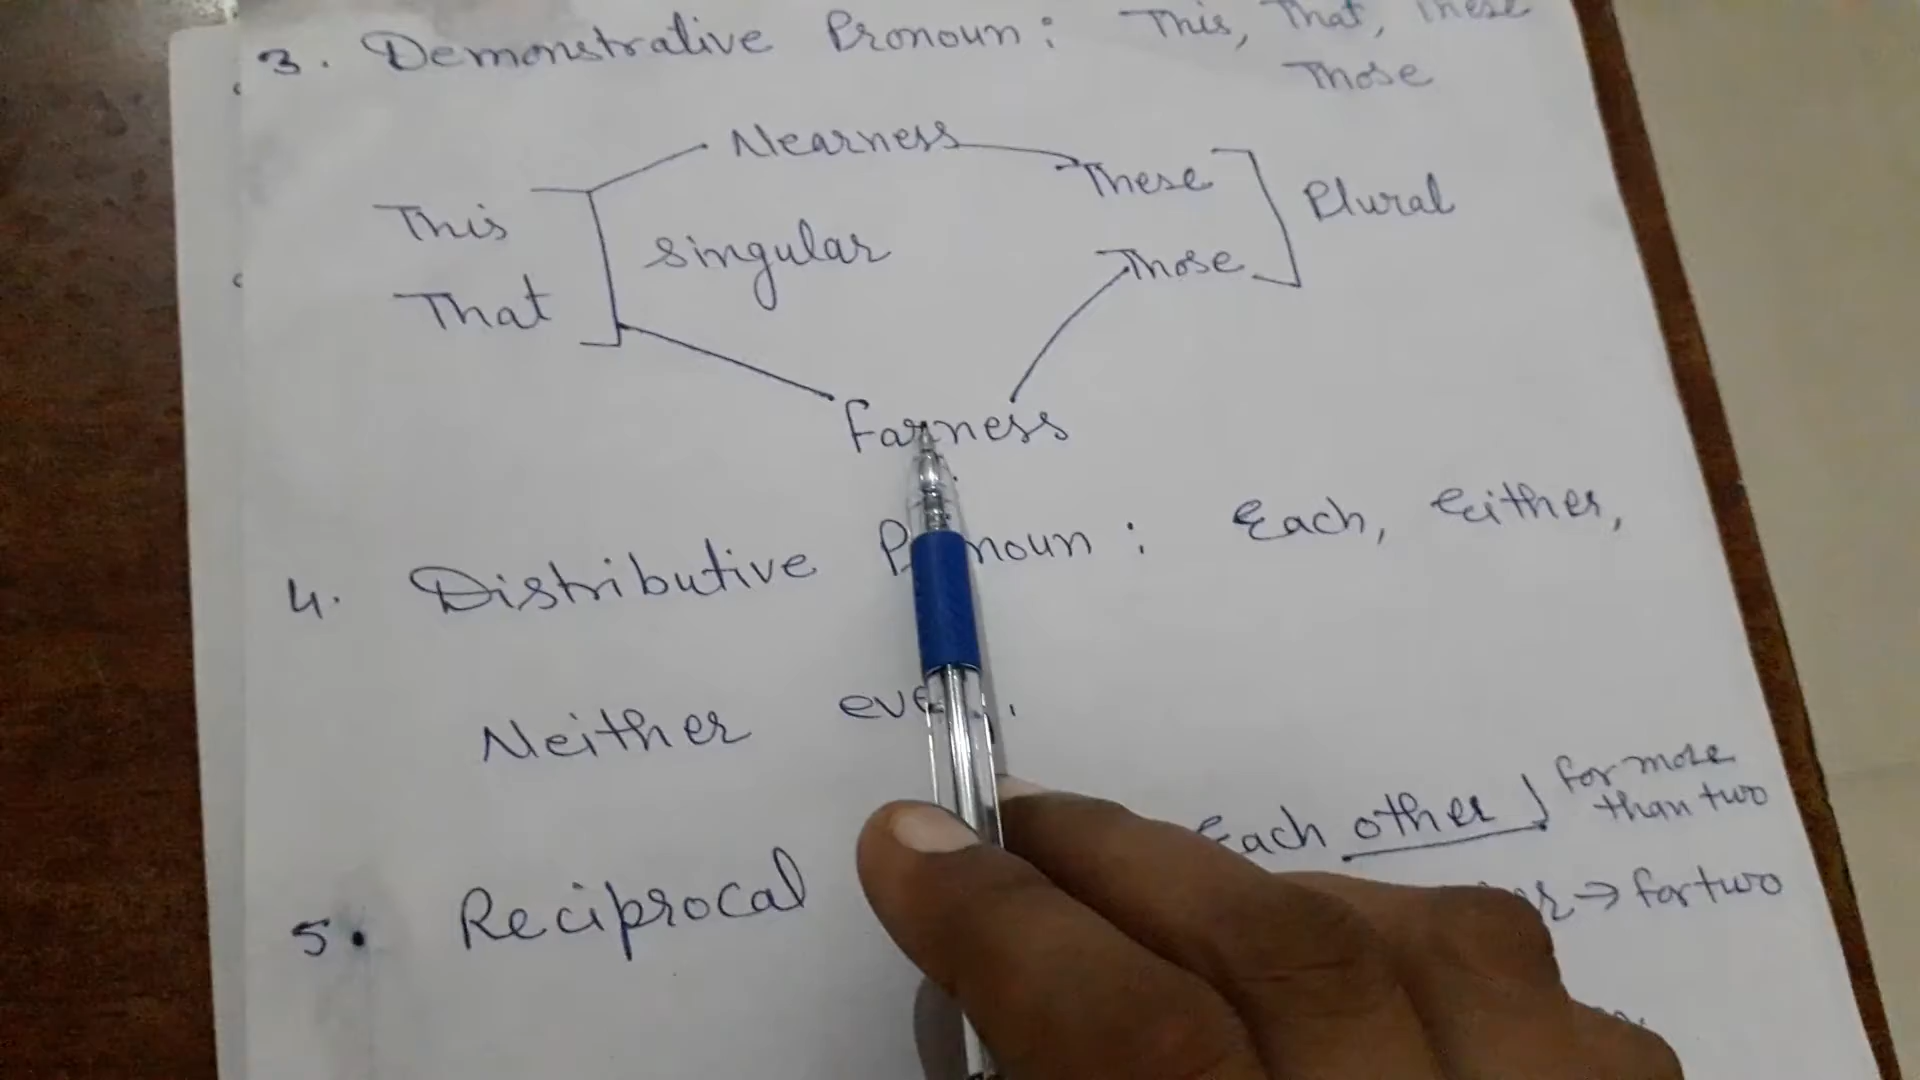 3. Demonstrative Pronoun : This, That, These
Those
Nearness
This
That
singular
These
Those
Plural
Farness
4. Distributive Pronoun : Each, Either,
Neither
5. Reciprocal
Each other
for more
than two
→ for two